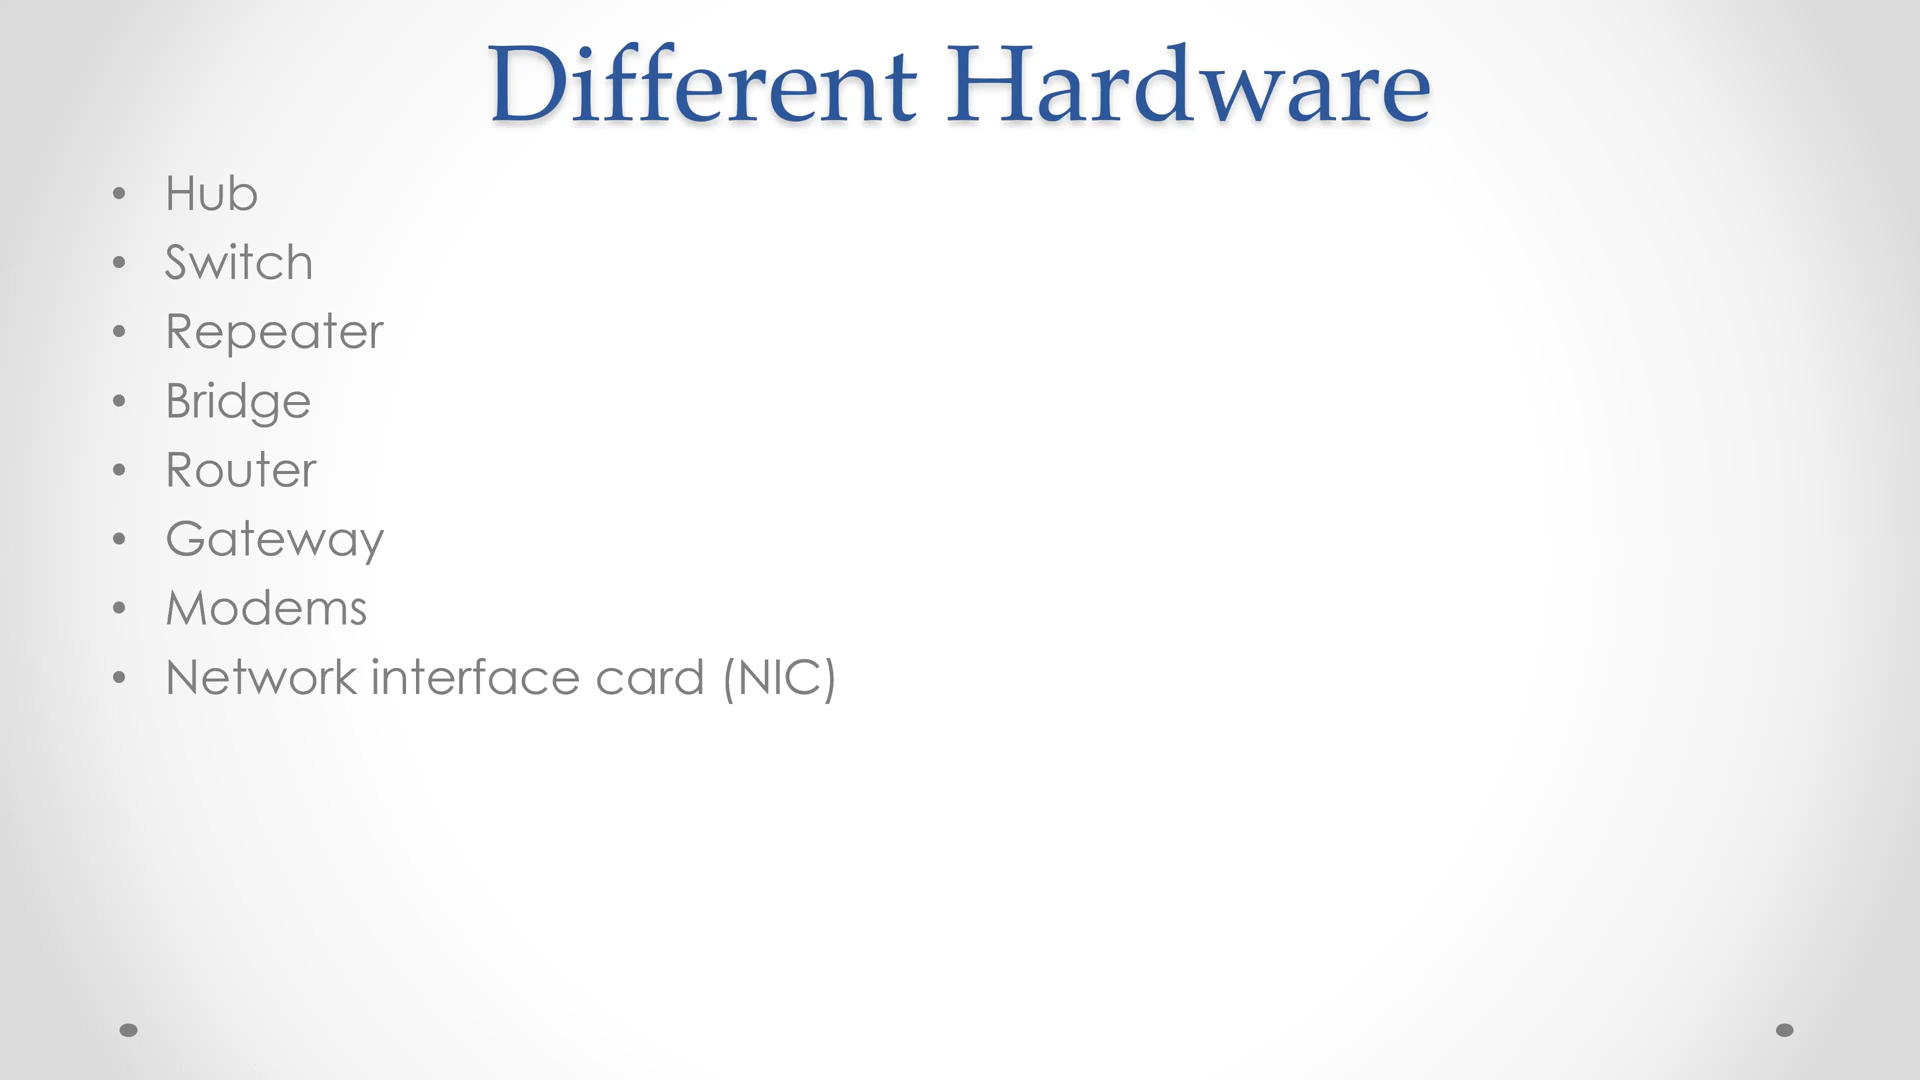 Different Hardware
• Hub
• Switch
• Repeater
• Bridge
• Router
• Gateway
• Modems
• Network interface card (NIC)